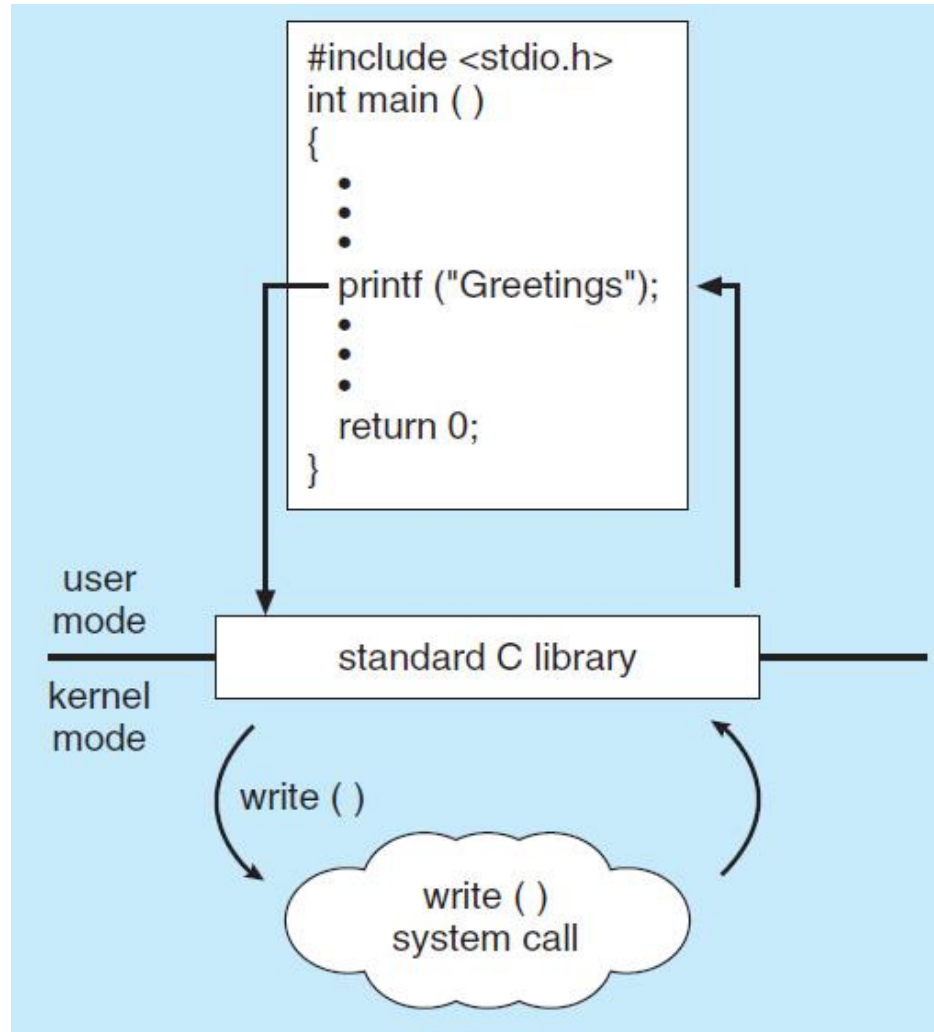 #include <stdio.h>
int main ( )
{
•
•
•
printf ("Greetings");
•
•
•
return 0;
}
user
mode
standard C library
kernel
mode
write ( )
write ( )
system call